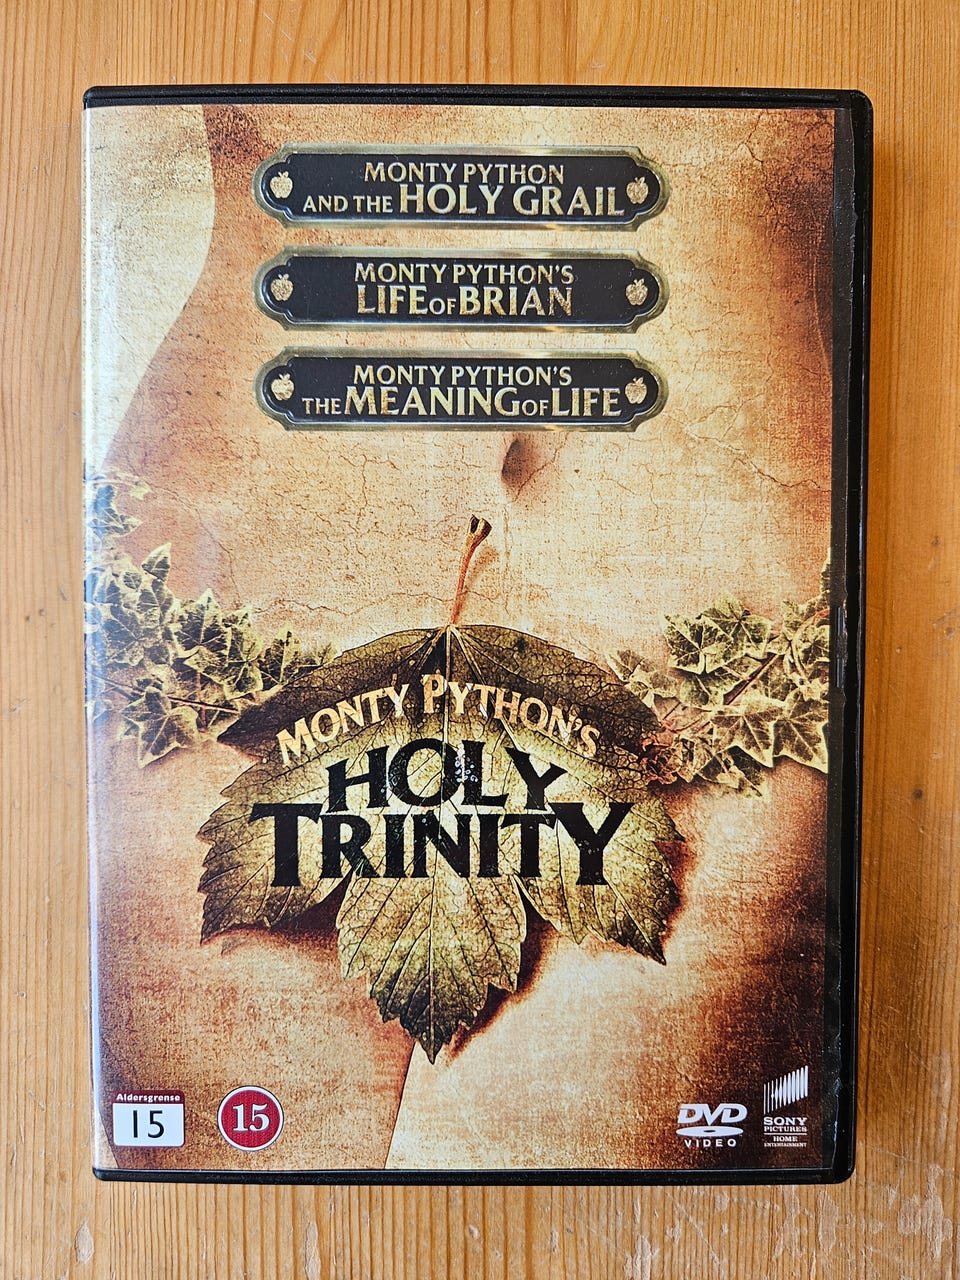 MONTY PYTHON
AND THE HOLY GRAIL
MONTY PYTHON'S
LIFE OF BRIAN
MONTY PYTHON'S
THE MEANING OF LIFE
MONTY PYTHON'S
HOLY
TRINITY
Aldersgrense
15
15
DVD
VIDEO
SONY
PICTURES
HOME
ENTERTAINMENT